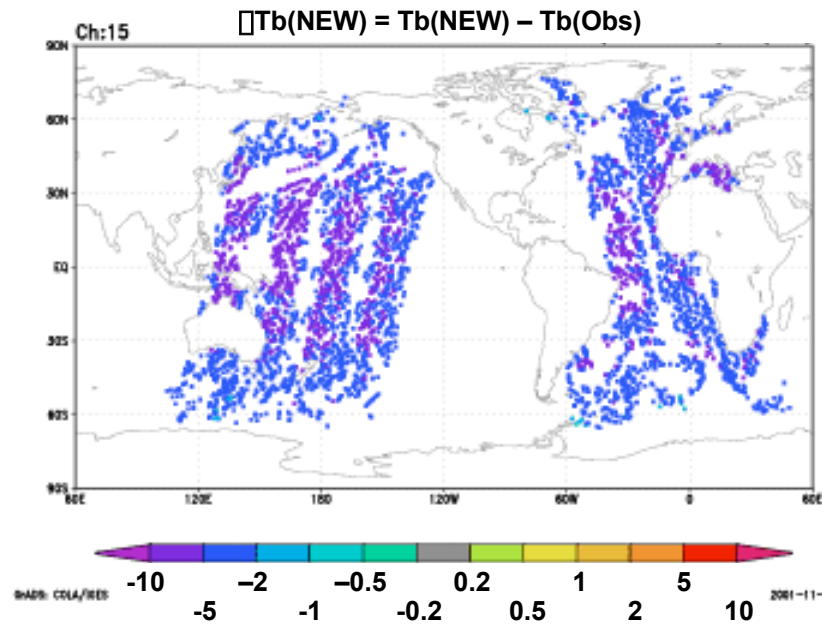 ▯Tb(NEW) = Tb(NEW) – Tb(Obs)
Ch:15
90N
60N
30N
EQ
30S
60S
90S
60E 120E 180 120W 60W 0 60E
-10 –2 –0.5 0.2 1 5
-5 -1 -0.2 0.5 2 10
GrADS: COLA/IGES 2001-11-